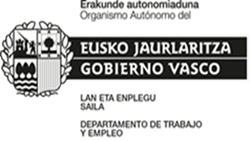 Erakunde autonomiaduna
Organismo Autónomo del
EUSKO JAURLARITZA
GOBIERNO VASCO
LAN ETA ENPLEGU
SAILA
DEPARTAMENTO DE TRABAJO
Y EMPLEO